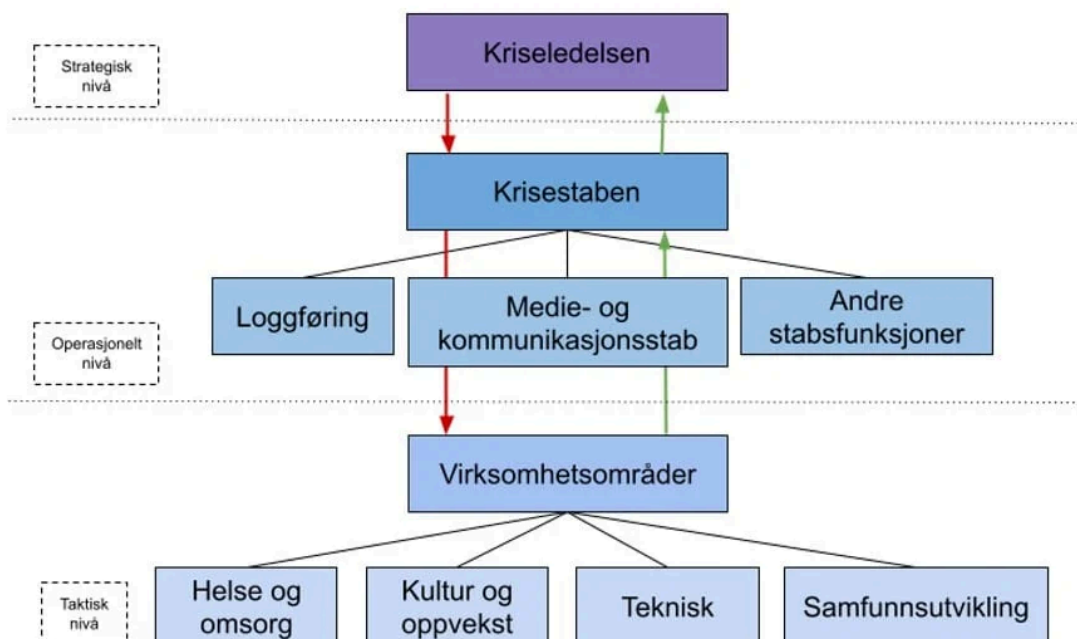 Kriseledelsen
Strategisk
nivå
Krisestaben
Loggføring
Medie- og
kommunikasjonsstab
Andre
stabsfunksjoner
Operasjonelt
nivå
Virksomhetsområder
Taktisk
nivå
Helse og
omsorg
Kultur og
oppvekst
Teknisk
Samfunnsutvikling